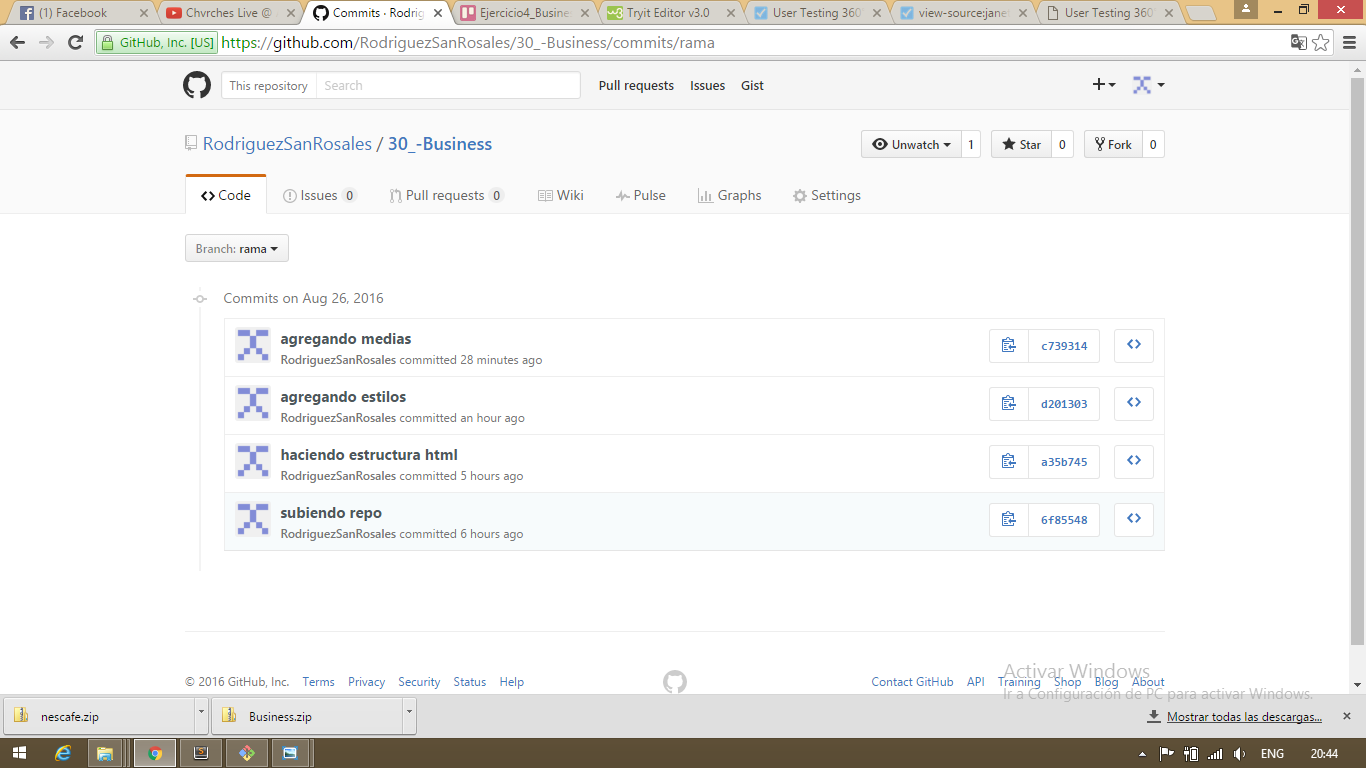 (1) Facebook
Chvrches Live @
Commits · Rodrig
Ejercicio4_Busine
Tryit Editor v3.0
User Testing 360°
view-source:jane
User Testing 360°
GitHub, Inc. [US] https://github.com/RodriguezSanRosales/30_-Business/commits/rama
This repository Search Pull requests Issues Gist
RodriguezSanRosales / 30_-Business
Unwatch 1 Star 0 Fork 0
Code Issues 0 Pull requests 0 Wiki Pulse Graphs Settings
Branch: rama
Commits on Aug 26, 2016
agregando medias
RodriguezSanRosales committed 28 minutes ago
c739314
agregando estilos
RodriguezSanRosales committed an hour ago
d201303
haciendo estructura html
RodriguezSanRosales committed 5 hours ago
a35b745
subiendo repo
RodriguezSanRosales committed 6 hours ago
6f85548
Activar Windows
© 2016 GitHub, Inc. Terms Privacy Security Status Help Contact GitHub API Training Shop Blog About
Ir a Configuración de PC para activar Windows.
nescafe.zip Business.zip Mostrar todas las descargas...
ENG 20:44